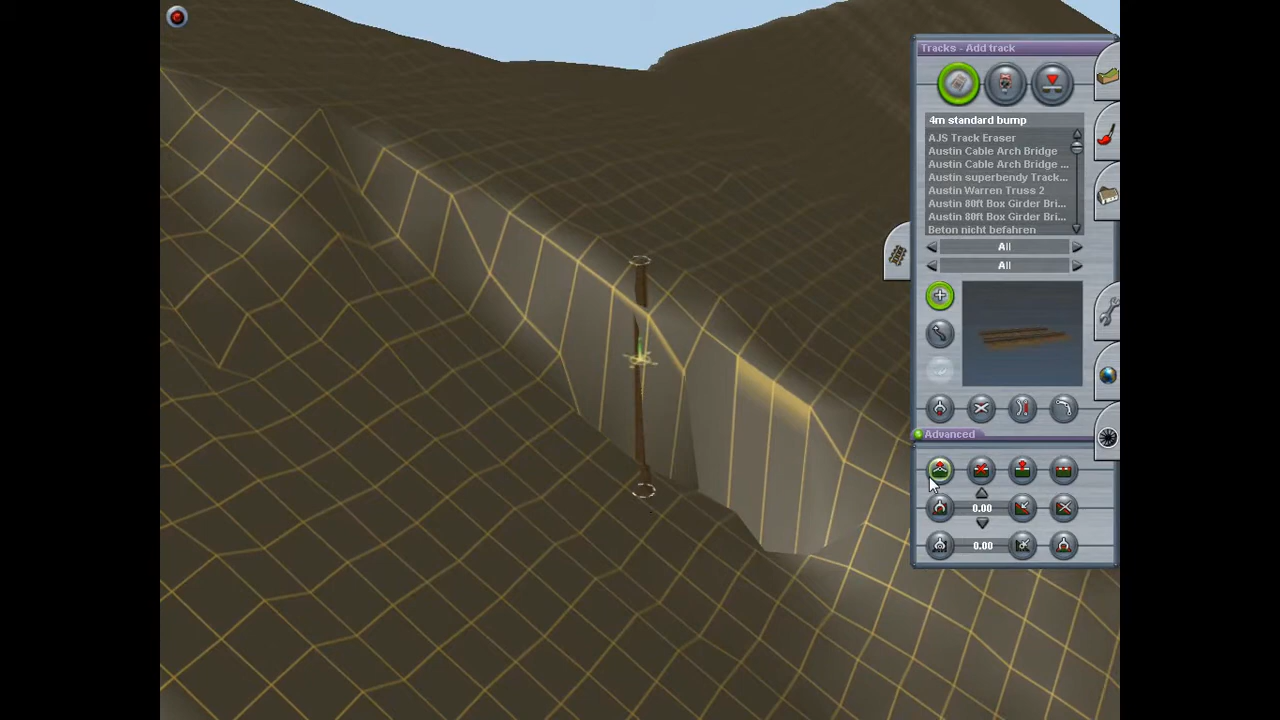 Tracks - Add track
4m standard bump
AJS Track Eraser
Austin Cable Arch Bridge
Austin Cable Arch Bridge ...
Austin superbendy Track...
Austin Warren Truss 2
Austin 80ft Box Girder Bri...
Austin 80ft Box Girder Bri...
Beton nicht befahren
All
All
Advanced
0.00
0.00